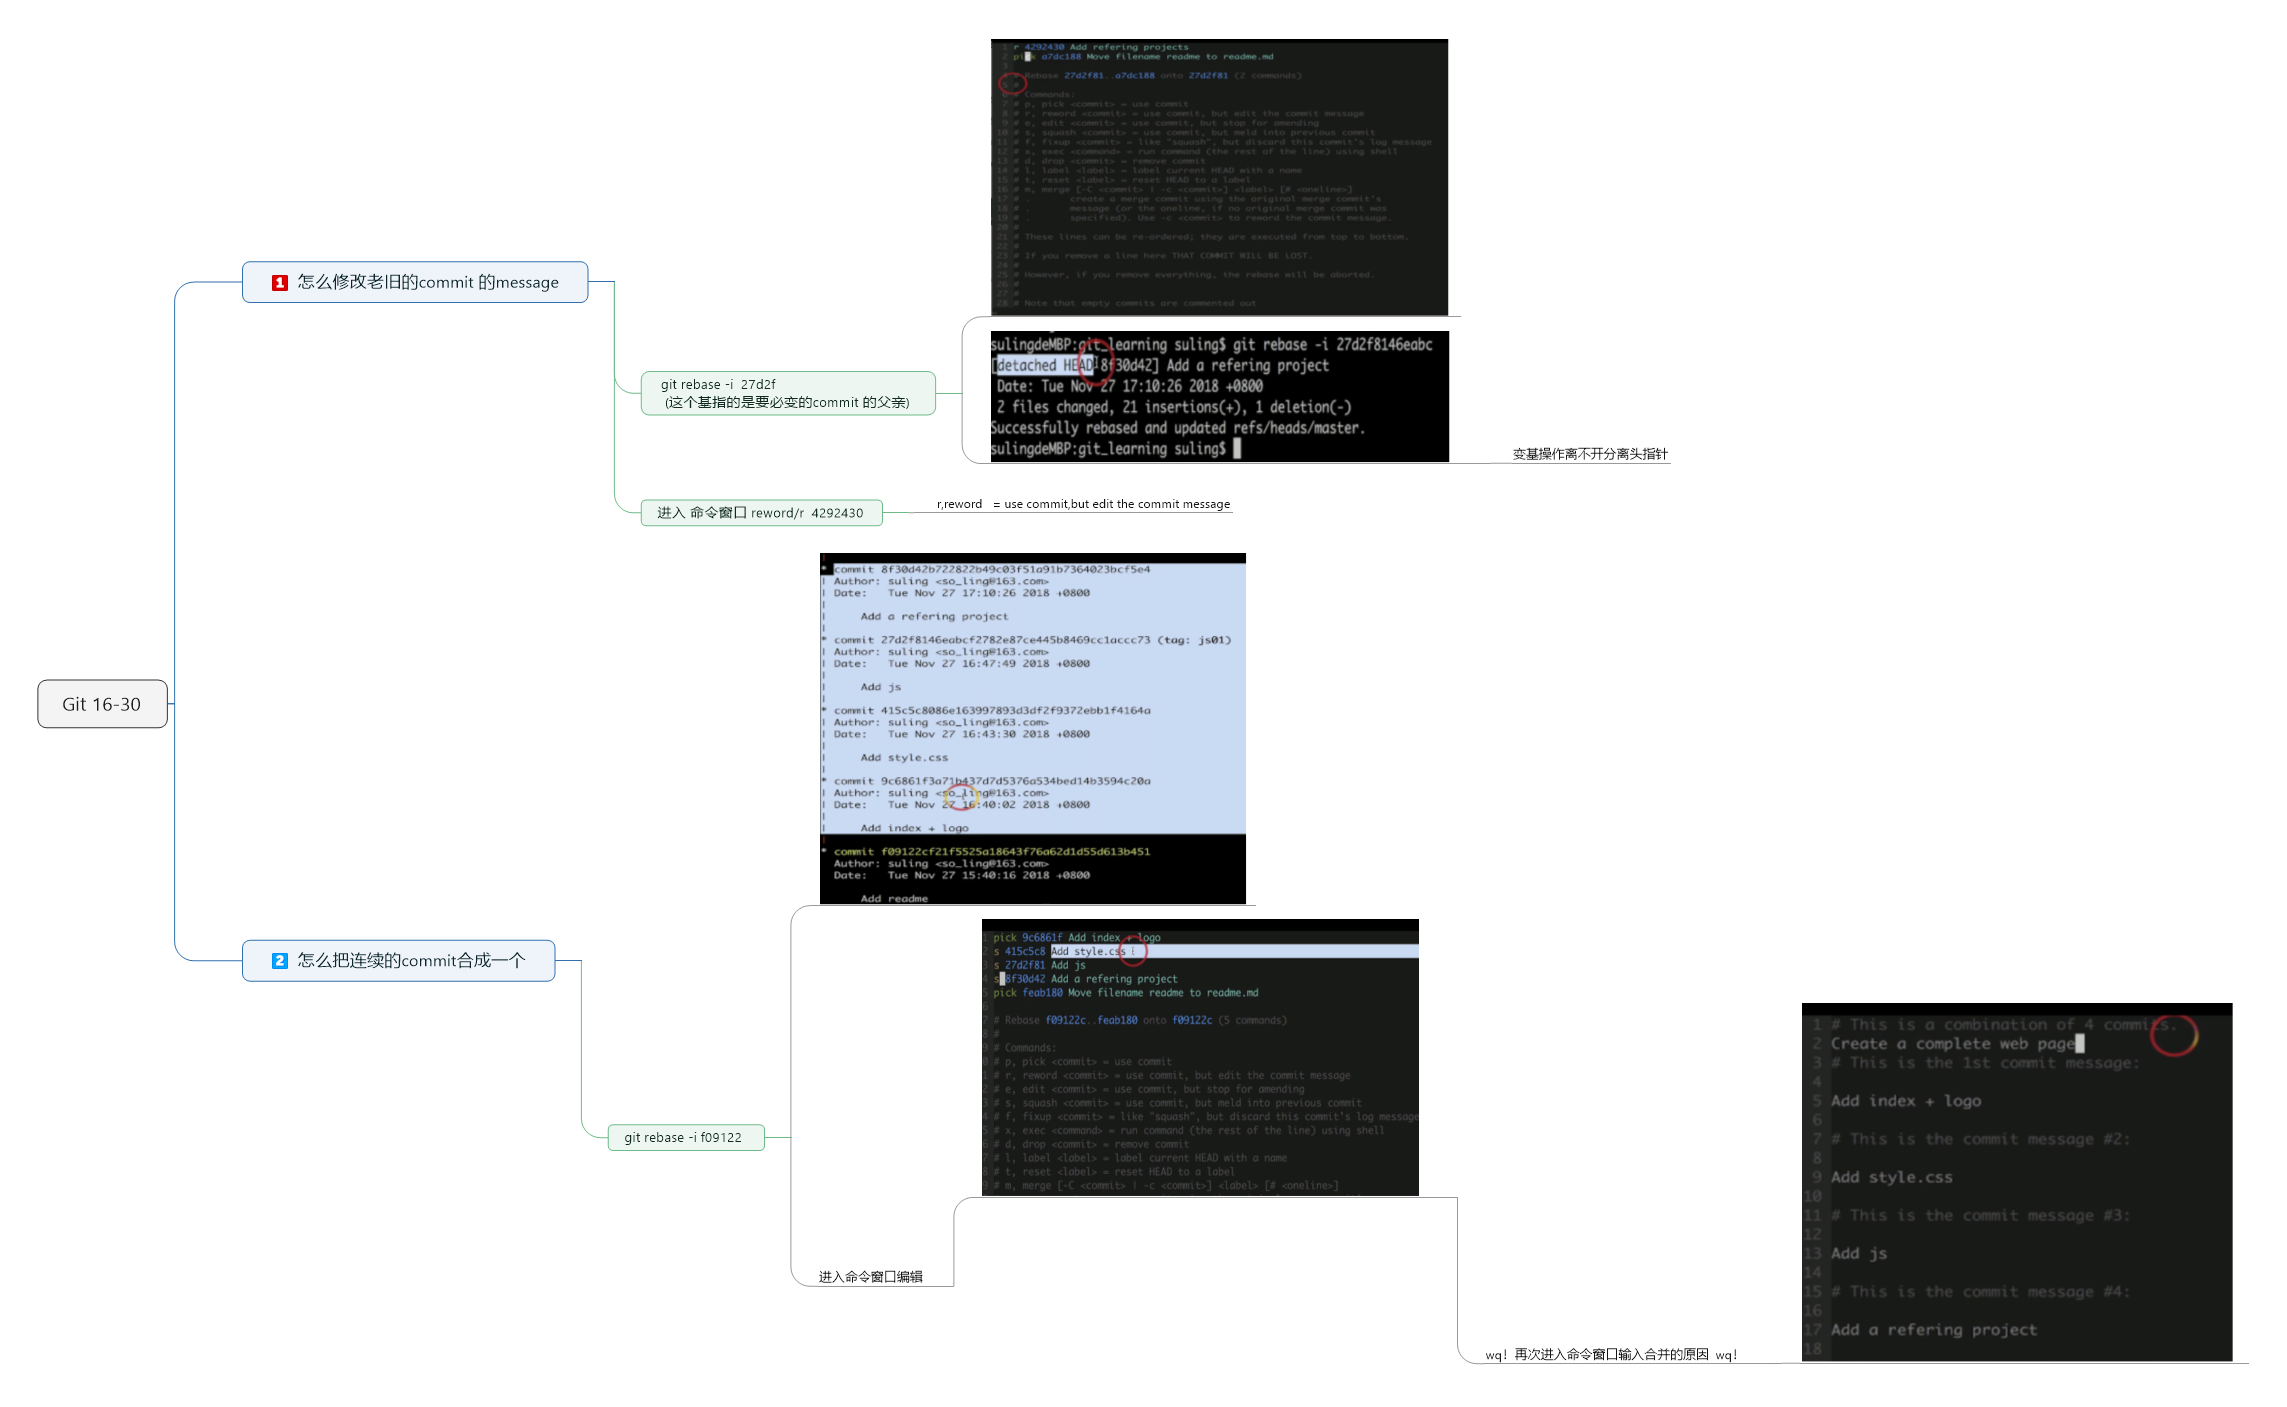 Git 16-30
1 怎么修改老旧的commit 的message
git rebase -i  27d2f
(这个基指的是要必变的commit 的父亲)
1 r 4292430 Add refering projects
2 pick a7dc188 Move filename readme to readme.md
3
4 # Rebase 27d2f81..a7dc188 onto 27d2f81 (2 commands)
5 #
6 # Commands:
7 # p, pick <commit> = use commit
8 # r, reword <commit> = use commit, but edit the commit message
9 # e, edit <commit> = use commit, but stop for amending
10 # s, squash <commit> = use commit, but meld into previous commit
11 # f, fixup <commit> = like "squash", but discard this commit's log message
12 # x, exec <command> = run command (the rest of the line) using shell
13 # d, drop <commit> = remove commit
14 # l, label <label> = label current HEAD with a name
15 # t, reset <label> = reset HEAD to a label
16 # m, merge [-C <commit> | -c <commit>] <label> [# <oneline>]
17 # .       create a merge commit using the original merge commit's
18 # .       message (or the oneline, if no original merge commit was
19 # .       specified). Use -c <commit> to reword the commit message.
20 #
21 # These lines can be re-ordered; they are executed from top to bottom.
22 #
23 # If you remove a line here THAT COMMIT WILL BE LOST.
24 #
25 # However, if you remove everything, the rebase will be aborted.
26 #
27 #
28 # Note that empty commits are commented out
sulingdeMBP:git_learning suling$ git rebase -i 27d2f8146eabc
[detached HEAD 8f30d42] Add a refering project
Date: Tue Nov 27 17:10:26 2018 +0800
2 files changed, 21 insertions(+), 1 deletion(-)
Successfully rebased and updated refs/heads/master.
sulingdeMBP:git_learning suling$
变基操作离不开分离头指针
进入 命令窗口 reword/r  4292430
r,reword   = use commit,but edit the commit message
2 怎么把连续的commit合成一个
git rebase -i f09122
* commit 8f30d42b722822b49c03f51a91b7364023bcf5e4
| Author: suling <so_ling@163.com>
| Date:   Tue Nov 27 17:10:26 2018 +0800
|
|     Add a refering project
|
* commit 27d2f8146eabcf2782e87ce445b8469cc1accc73 (tag: js01)
| Author: suling <so_ling@163.com>
| Date:   Tue Nov 27 16:47:49 2018 +0800
|
|     Add js
|
* commit 415c5c8086e163997893d3df2f9372ebb1f4164a
| Author: suling <so_ling@163.com>
| Date:   Tue Nov 27 16:43:30 2018 +0800
|
|     Add style.css
|
* commit 9c6861f3a71b437d7d5376a534bed14b3594c20a
| Author: suling <so_ling@163.com>
| Date:   Tue Nov 27 16:40:02 2018 +0800
|
|     Add index + logo
|
* commit f09122cf21f5525a18643f76a62d1d55d613b451
Author: suling <so_ling@163.com>
Date:   Tue Nov 27 15:40:16 2018 +0800
Add readme
进入命令窗口编辑
1 pick 9c6861f Add index + logo
2 s 415c5c8 Add style.css
3 s 27d2f81 Add js
4 s 8f30d42 Add a refering project
5 pick feab180 Move filename readme to readme.md
6
7 # Rebase f09122c..feab180 onto f09122c (5 commands)
8 #
9 # Commands:
0 # p, pick <commit> = use commit
1 # r, reword <commit> = use commit, but edit the commit message
2 # e, edit <commit> = use commit, but stop for amending
3 # s, squash <commit> = use commit, but meld into previous commit
4 # f, fixup <commit> = like "squash", but discard this commit's log message
5 # x, exec <command> = run command (the rest of the line) using shell
6 # d, drop <commit> = remove commit
7 # l, label <label> = label current HEAD with a name
8 # t, reset <label> = reset HEAD to a label
9 # m, merge [-C <commit> | -c <commit>] <label> [# <oneline>]
wq!  再次进入命令窗口输入合并的原因  wq!
1 # This is a combination of 4 commits.
2 Create a complete web page
3 # This is the 1st commit message:
4
5 Add index + logo
6
7 # This is the commit message #2:
8
9 Add style.css
10
11 # This is the commit message #3:
12
13 Add js
14
15 # This is the commit message #4:
16
17 Add a refering project
18